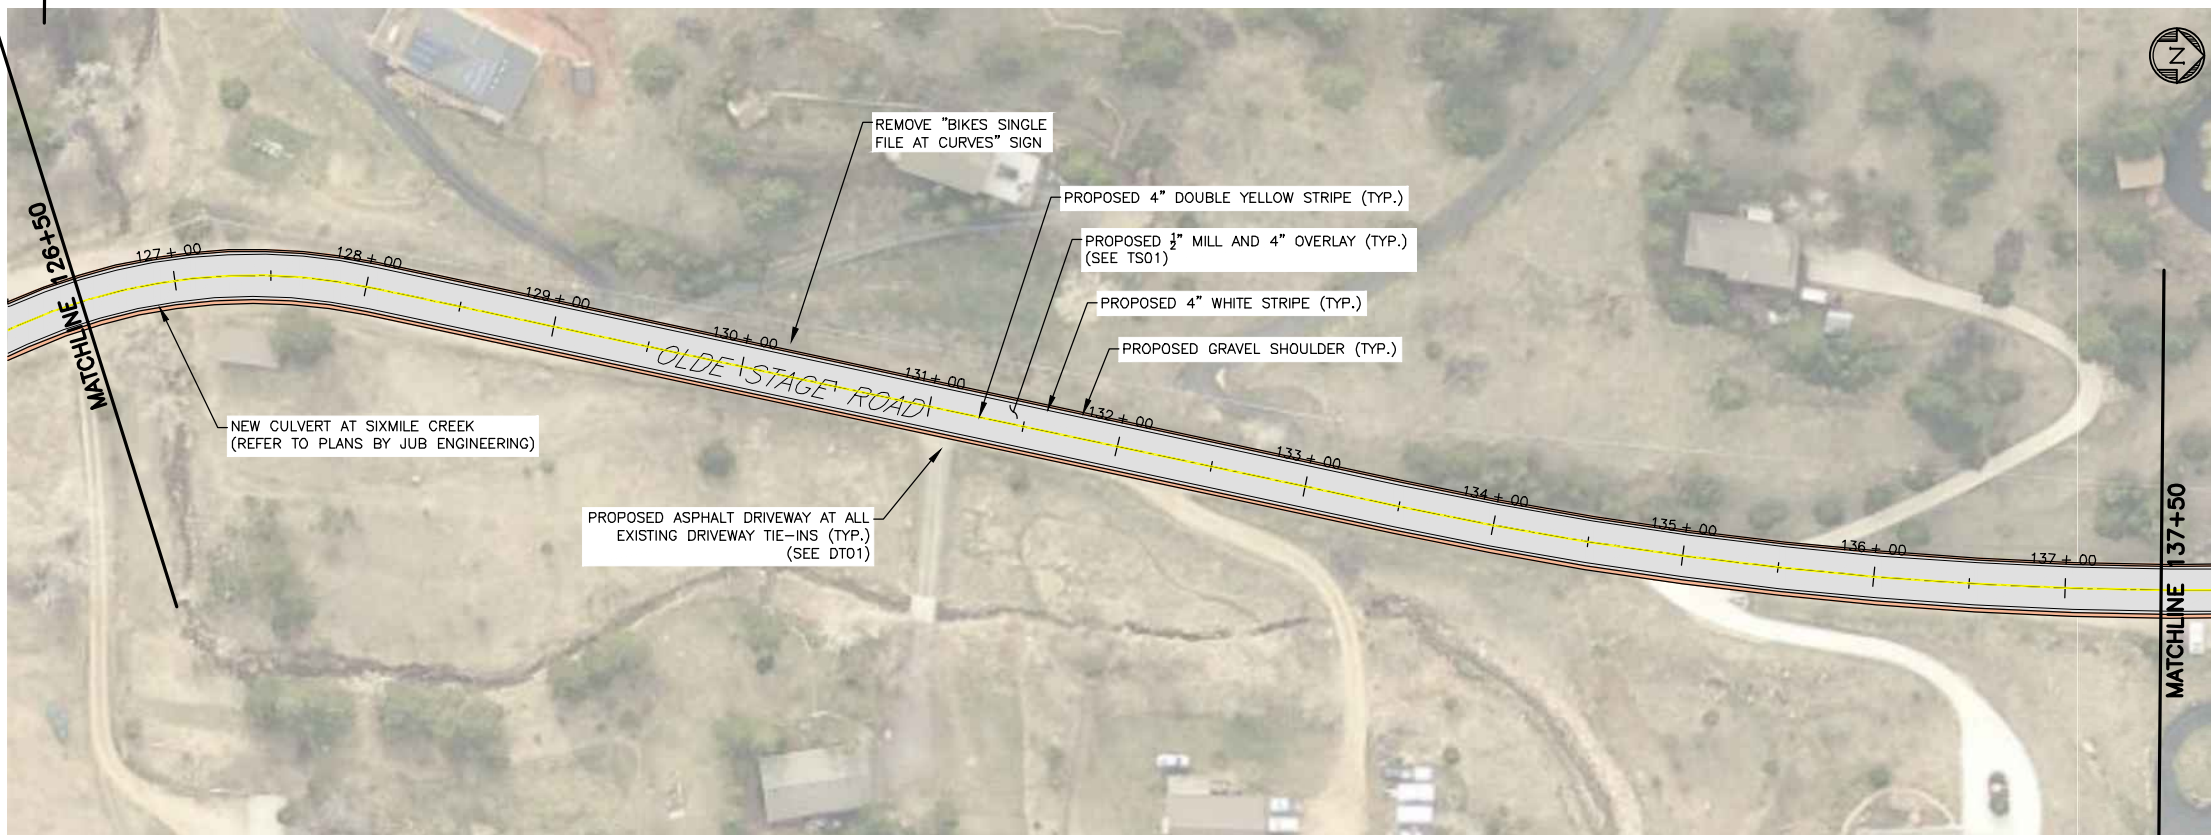 N
REMOVE "BIKES SINGLE
FILE AT CURVES" SIGN
PROPOSED 4" DOUBLE YELLOW STRIPE (TYP.)
PROPOSED ½" MILL AND 4" OVERLAY (TYP.)
(SEE TS01)
PROPOSED 4" WHITE STRIPE (TYP.)
PROPOSED GRAVEL SHOULDER (TYP.)
MATCHLINE 126+50
127 + 00
128 + 00
129 + 00
130 + 00
131 + 00
132 + 00
133 + 00
134 + 00
135 + 00
136 + 00
137 + 00
OLDE STAGE ROAD
NEW CULVERT AT SIXMILE CREEK
(REFER TO PLANS BY JUB ENGINEERING)
PROPOSED ASPHALT DRIVEWAY AT ALL
EXISTING DRIVEWAY TIE-INS (TYP.)
(SEE DT01)
MATCHLINE 137+50